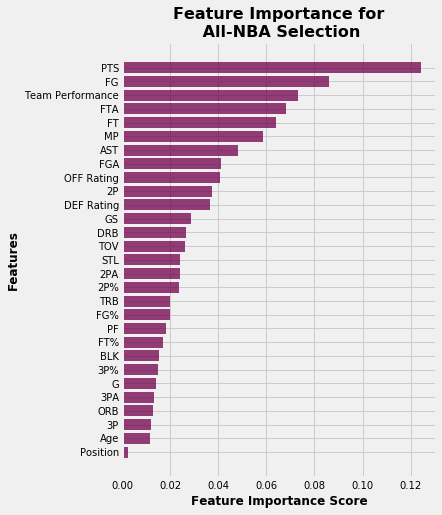 Feature Importance for
All-NBA Selection
PTS
FG
Team Performance
FTA
FT
MP
AST
FGA
OFF Rating
2P
DEF Rating
GS
DRB
TOV
STL
2PA
2P%
TRB
FG%
PF
FT%
BLK
3P%
G
3PA
ORB
3P
Age
Position
Features
0.00 0.02 0.04 0.06 0.08 0.10 0.12
Feature Importance Score